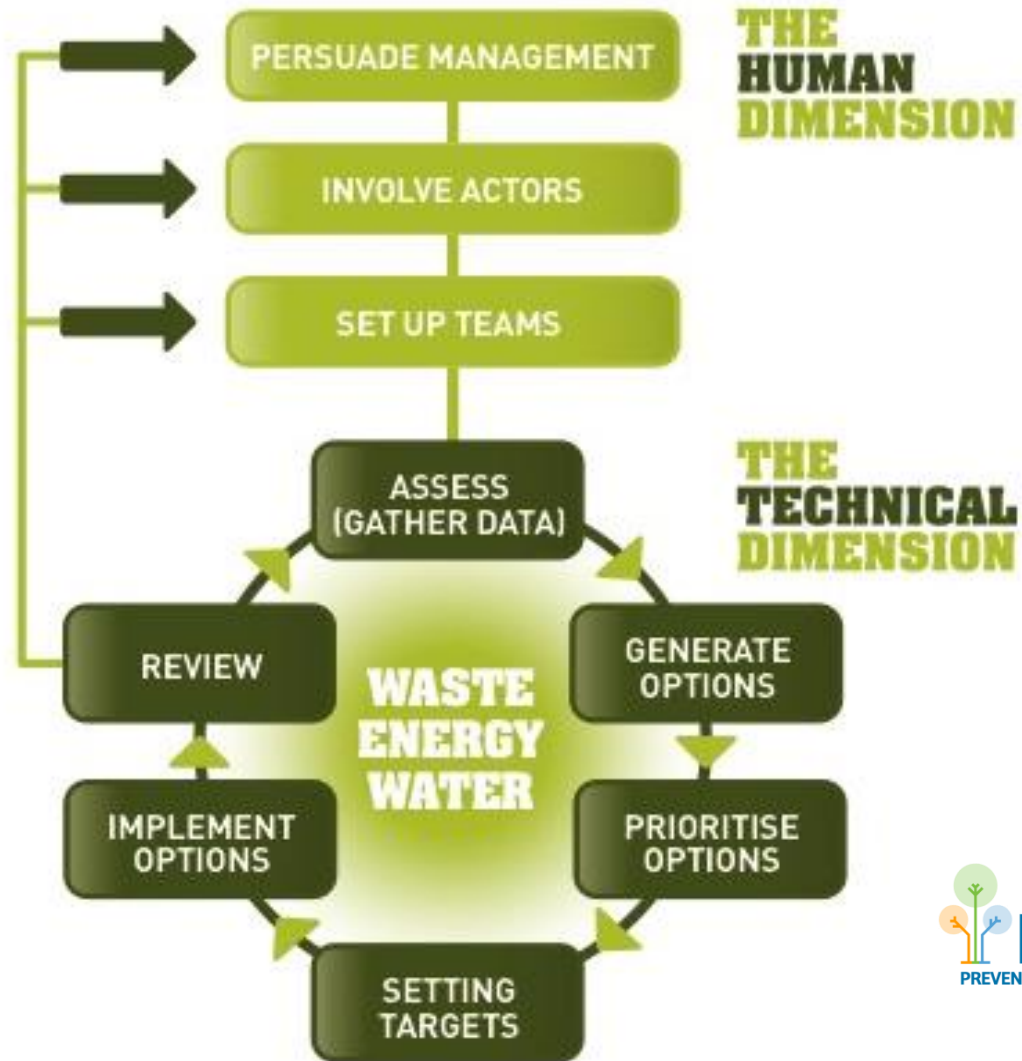 PERSUADE MANAGEMENT
INVOLVE ACTORS
SET UP TEAMS
THE
HUMAN
DIMENSION
THE
TECHNICAL
DIMENSION
ASSESS
(GATHER DATA)
GENERATE
OPTIONS
PRIORITISE
OPTIONS
SETTING
TARGETS
IMPLEMENT
OPTIONS
REVIEW
WASTE
ENERGY
WATER
PREVEN